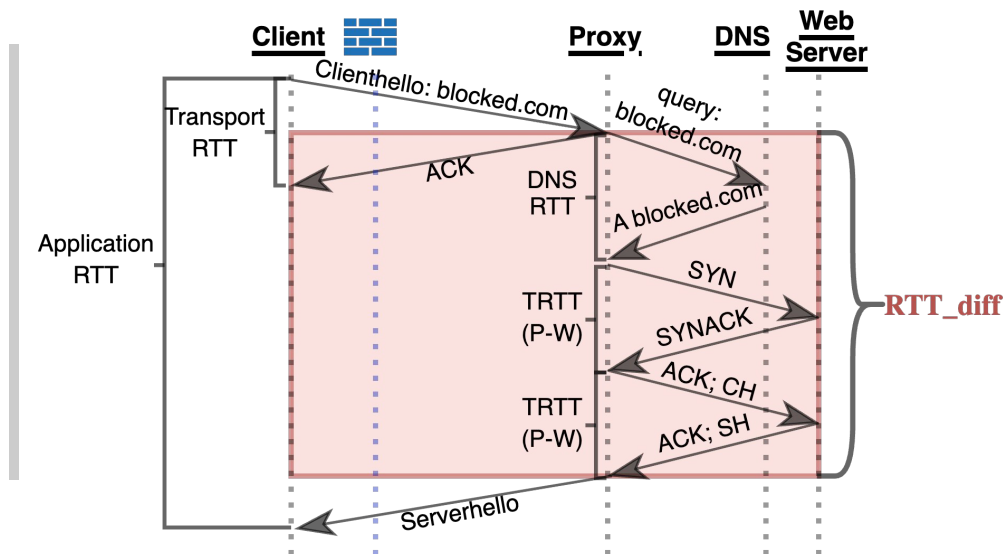 Client
Proxy
DNS
Web
Server
Clienthello: blocked.com
query:
blocked.com
Transport
RTT
ACK
DNS
RTT
A blocked.com
Application
RTT
SYN
TRTT
(P-W)
SYNACK
RTT_diff
ACK; CH
TRTT
(P-W)
ACK; SH
Serverhello